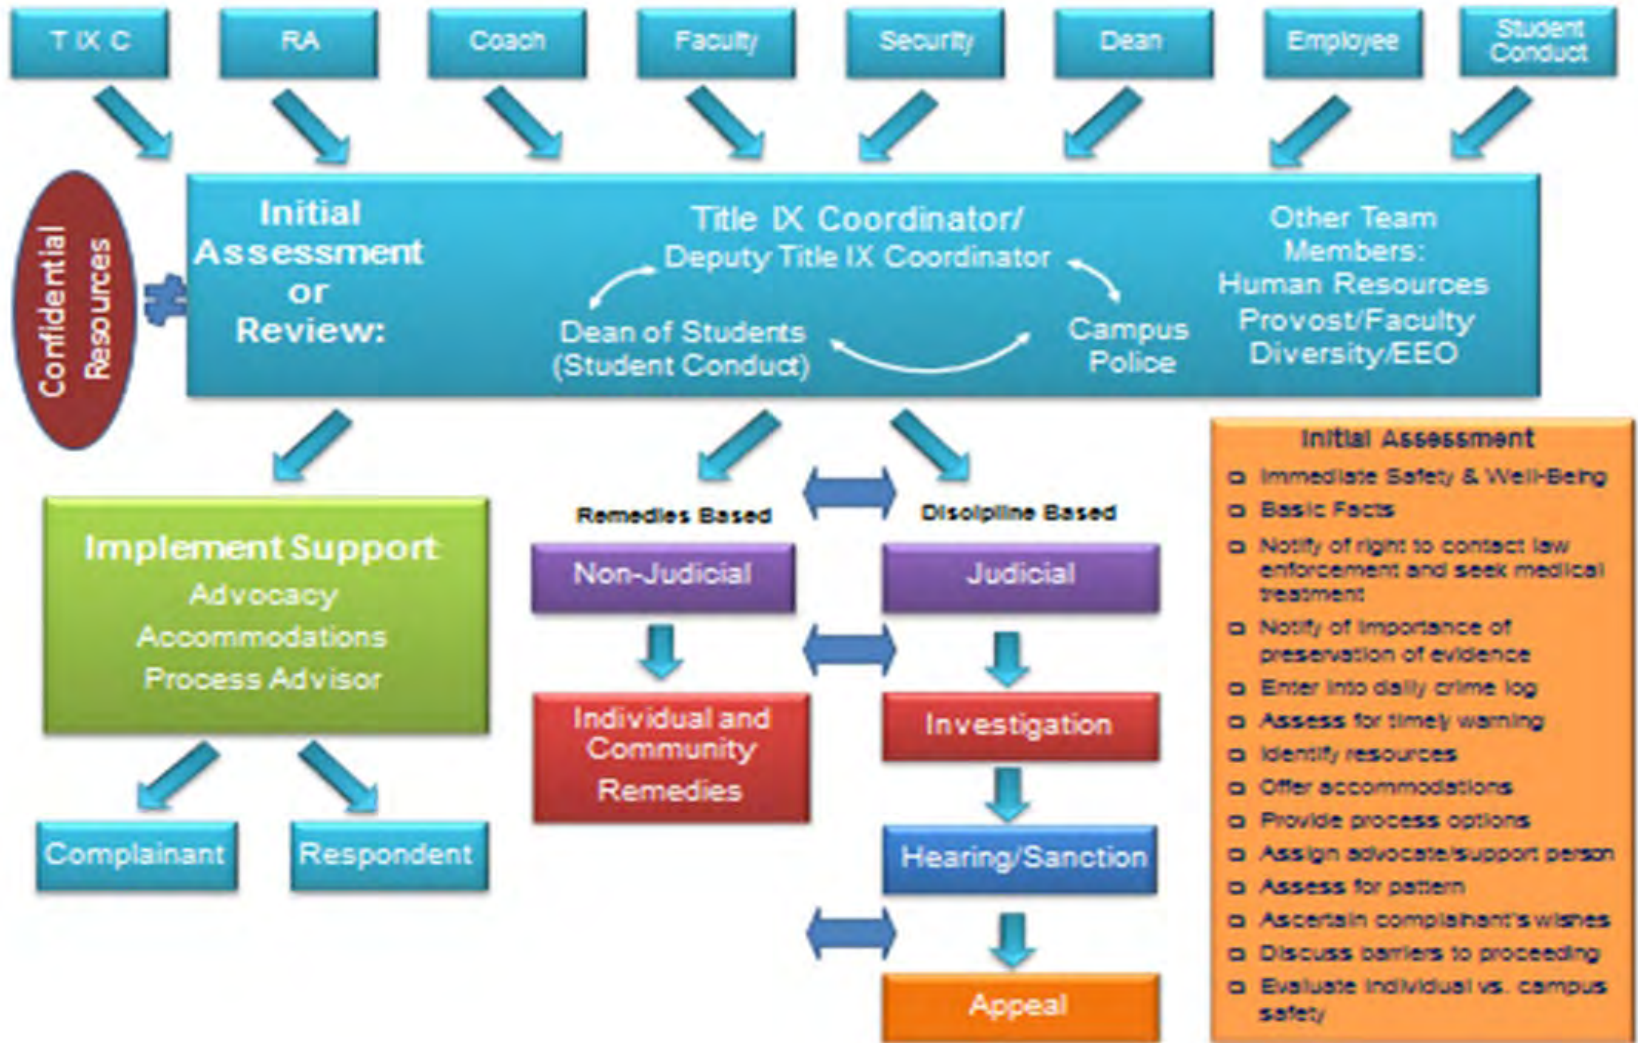 T IX C
RA
Coach
Faculty
Security
Dean
Employee
Student
Conduct
Confidential
Resources
Initial
Assessment
or
Review:
Title IX Coordinator/
Deputy Title IX Coordinator
Dean of Students
(Student Conduct)
Campus
Police
Other Team
Members:
Human Resources
Provost/Faculty
Diversity/EEO
Implement Support
Advocacy
Accommodations
Process Advisor
Complainant
Respondent
Remedies Based
Non-Judicial
Individual and
Community
Remedies
Discipline Based
Judicial
Investigation
Hearing/Sanction
Appeal
Initial Assessment
Immediate Safety & Well-Being
Basic Facts
Notify of right to contact law
enforcement and seek medical
treatment
Notify of importance of
preservation of evidence
Enter into daily crime log
Assess for timely warning
Identify resources
Offer accommodations
Provide process options
Assign advocate/support person
Assess for pattern
Ascertain complainant's wishes
Discuss barriers to proceeding
Evaluate individual vs. campus
safety